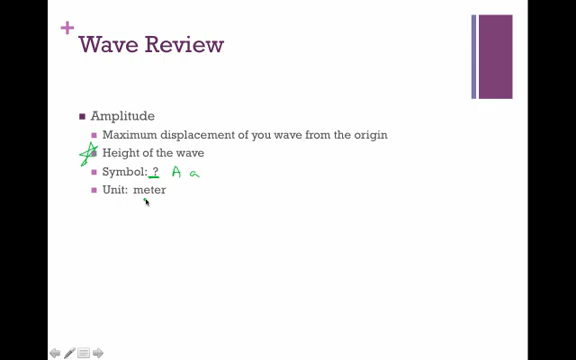 +
Wave Review
Amplitude
Maximum displacement of you wave from the origin
Height of the wave
Symbol: ? A a
Unit: meter